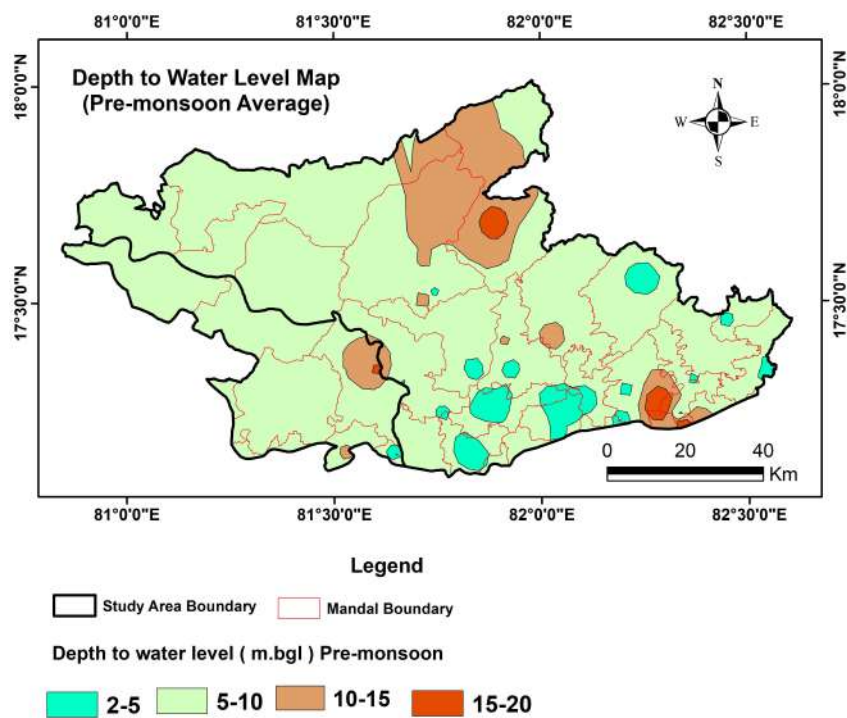 81°0'0"E 81°30'0"E 82°0'0"E 82°30'0"E
Depth to Water Level Map
(Pre-monsoon Average)
N
W E
S
18°0'0"N
18°0'0"N
17°30'0"N
17°30'0"N
0 20 40
Km
81°0'0"E 81°30'0"E 82°0'0"E 82°30'0"E
Legend
Study Area Boundary Mandal Boundary
Depth to water level ( m.bgl ) Pre-monsoon
2-5 5-10 10-15 15-20